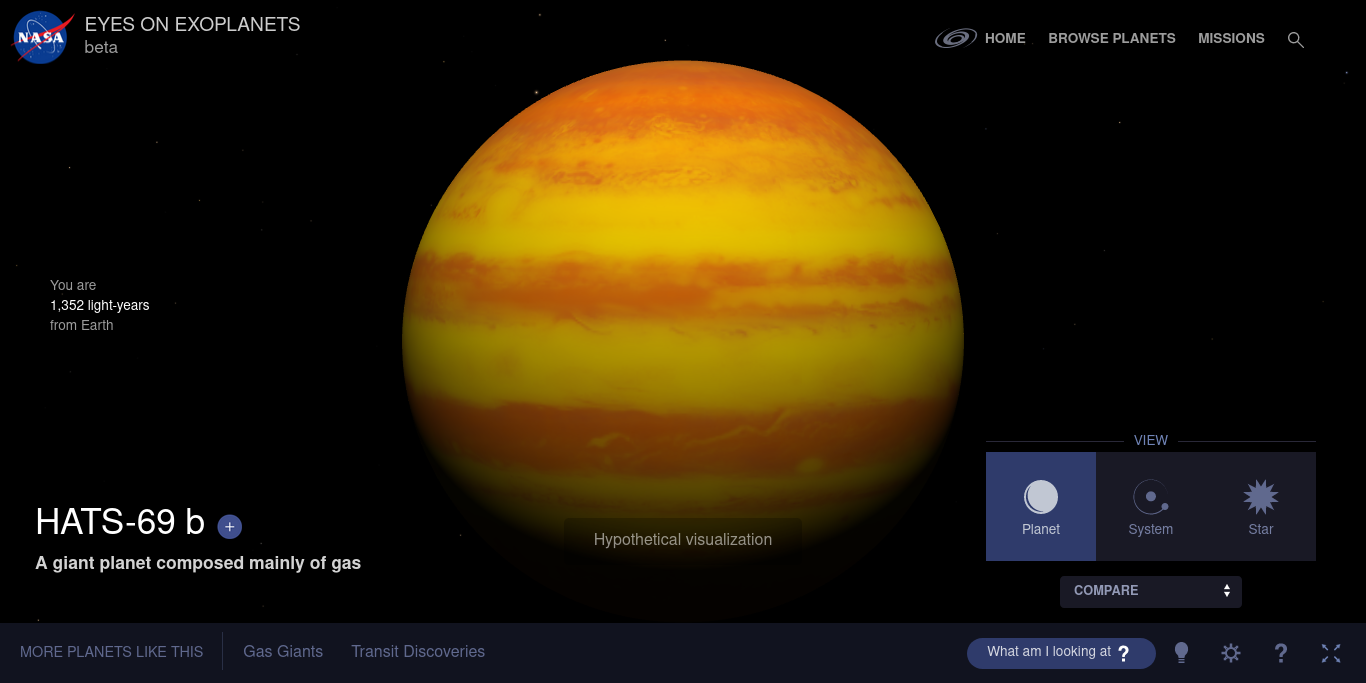 NASA
EYES ON EXOPLANETS
beta
HOME
BROWSE PLANETS
MISSIONS
You are
1,352 light-years
from Earth
HATS-69 b +
A giant planet composed mainly of gas
Hypothetical visualization
VIEW
Planet
System
Star
COMPARE
MORE PLANETS LIKE THIS
Gas Giants
Transit Discoveries
What am I looking at ?
?